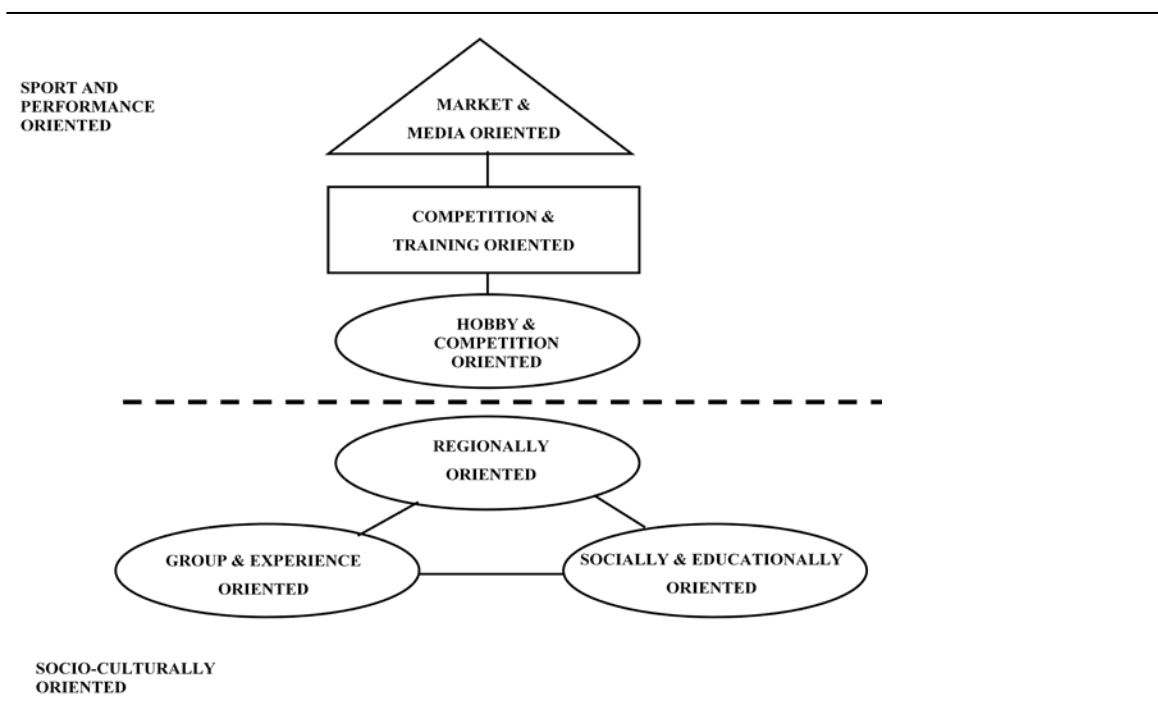 SPORT AND
PERFORMANCE
ORIENTED
MARKET &
MEDIA ORIENTED
COMPETITION &
TRAINING ORIENTED
HOBBY &
COMPETITION
ORIENTED
REGIONALLY
ORIENTED
GROUP & EXPERIENCE
ORIENTED
SOCIALLY & EDUCATIONALLY
ORIENTED
SOCIO-CULTURALLY
ORIENTED